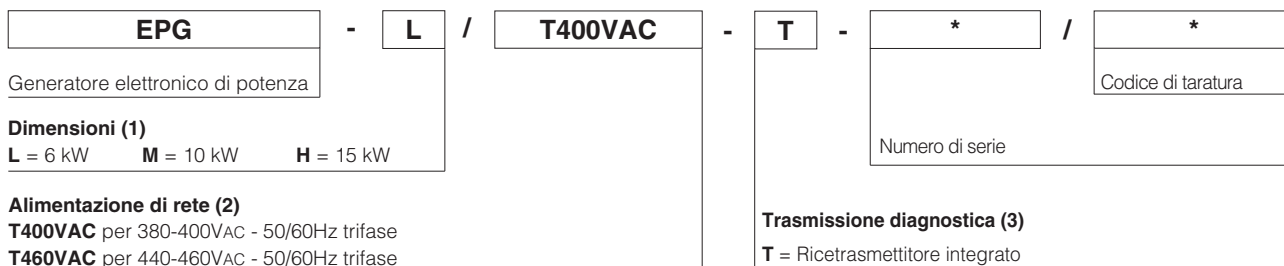 EPG - L / T400VAC - T - * / *
Generatore elettronico di potenza
Codice di taratura
Dimensioni (1)
L = 6 kW M = 10 kW H = 15 kW
Numero di serie
Alimentazione di rete (2)
T400VAC per 380-400VAC - 50/60Hz trifase
T460VAC per 440-460VAC - 50/60Hz trifase
Trasmissione diagnostica (3)
T = Ricetrasmettitore integrato